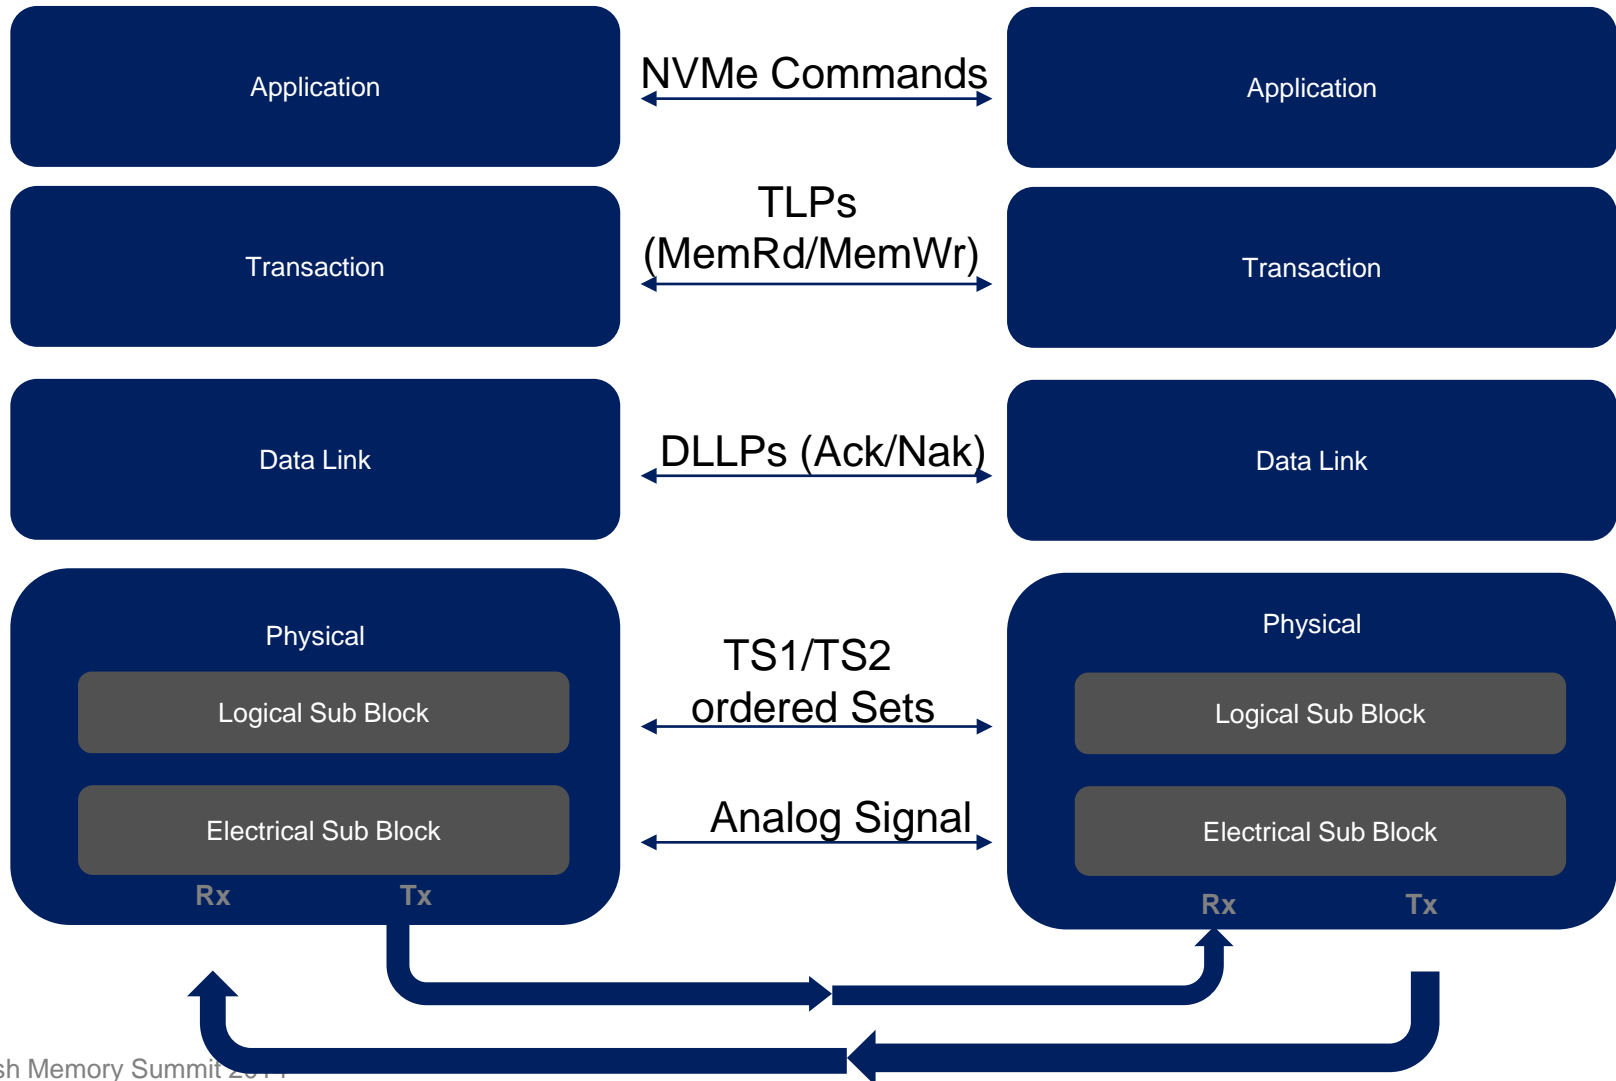 Application
NVMe Commands
Application
TLPs
(MemRd/MemWr)
Transaction
Transaction
DLLPs (Ack/Nak)
Data Link
Data Link
Physical
Physical
TS1/TS2
ordered Sets
Logical Sub Block
Logical Sub Block
Analog Signal
Electrical Sub Block
Electrical Sub Block
Rx Tx
Rx Tx
sh Memory Summit